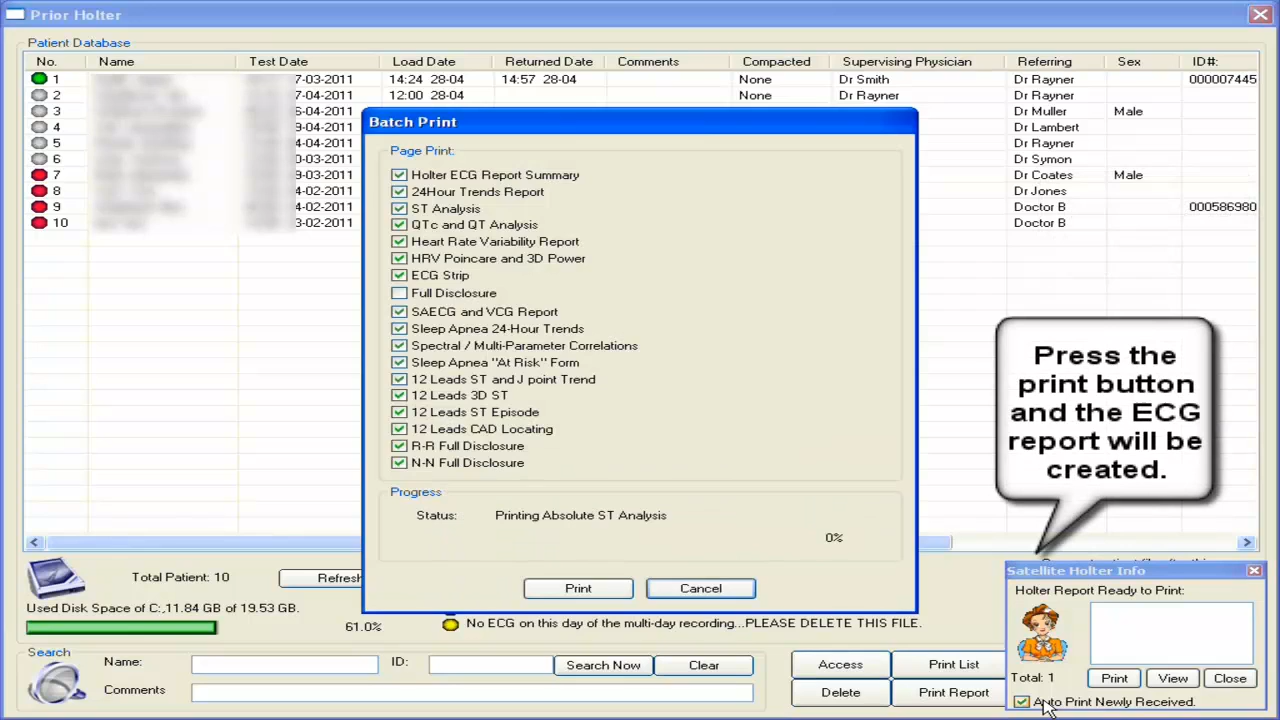 Prior Holter
Patient Database
No. Name Test Date Load Date Returned Date Comments Compacted Supervising Physician Referring Sex ID#:
1 7-03-2011 14:24 28-04 14:57 28-04 None Dr Smith Dr Rayner 000007445
2 7-04-2011 12:00 28-04 None Dr Rayner Dr Rayner
3 6-04-2011 Dr Muller Male
4 4-04-2011 Dr Lambert
5 4-04-2011 Dr Rayner
6 0-03-2011 Dr Symon
7 9-03-2011 Dr Coates Male
8 4-02-2011 Dr Jones
9 4-02-2011 Doctor B 000586980
10 3-02-2011 Doctor B
Batch Print
Page Print:
Holter ECG Report Summary
24Hour Trends Report
ST Analysis
QTc and QT Analysis
Heart Rate Variability Report
HRV Poincare and 3D Power
ECG Strip
Full Disclosure
SAECG and VCG Report
Sleep Apnea 24-Hour Trends
Spectral / Multi-Parameter Correlations
Sleep Apnea "At Risk" Form
12 Leads ST and J point Trend
12 Leads 3D ST
12 Leads ST Episode
12 Leads CAD Locating
R-R Full Disclosure
N-N Full Disclosure
Progress
Status: Printing Absolute ST Analysis
0%
Print Cancel
Press the
print button
and the ECG
report will be
created.
Total Patient: 10 Refresh
Used Disk Space of C:,11.84 GB of 19.53 GB.
61.0%
No ECG on this day of the multi-day recording...PLEASE DELETE THIS FILE.
Search
Name: ID: Search Now Clear
Comments
Access Print List
Delete Print Report
Satellite Holter Info
Holter Report Ready to Print:
Total: 1 Print View Close
Auto Print Newly Received.